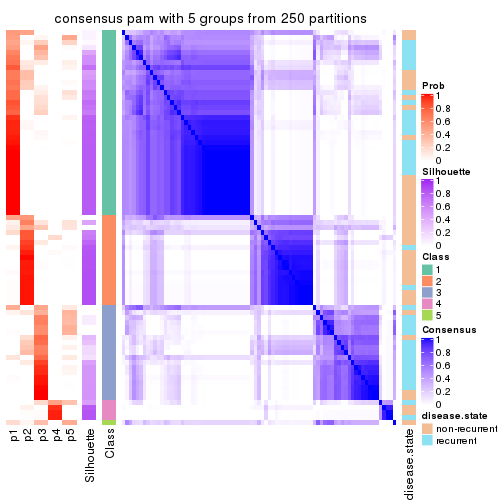 consensus pam with 5 groups from 250 partitions
Prob
1
0.8
0.6
0.4
0.2
0
Silhouette
1
0.8
0.6
0.4
0.2
0
Class
1
2
3
4
5
Consensus
1
0.8
0.6
0.4
0.2
0
disease.state
non-recurrent
recurrent
p1
p2
p3
p4
p5
Silhouette
Class
disease.state